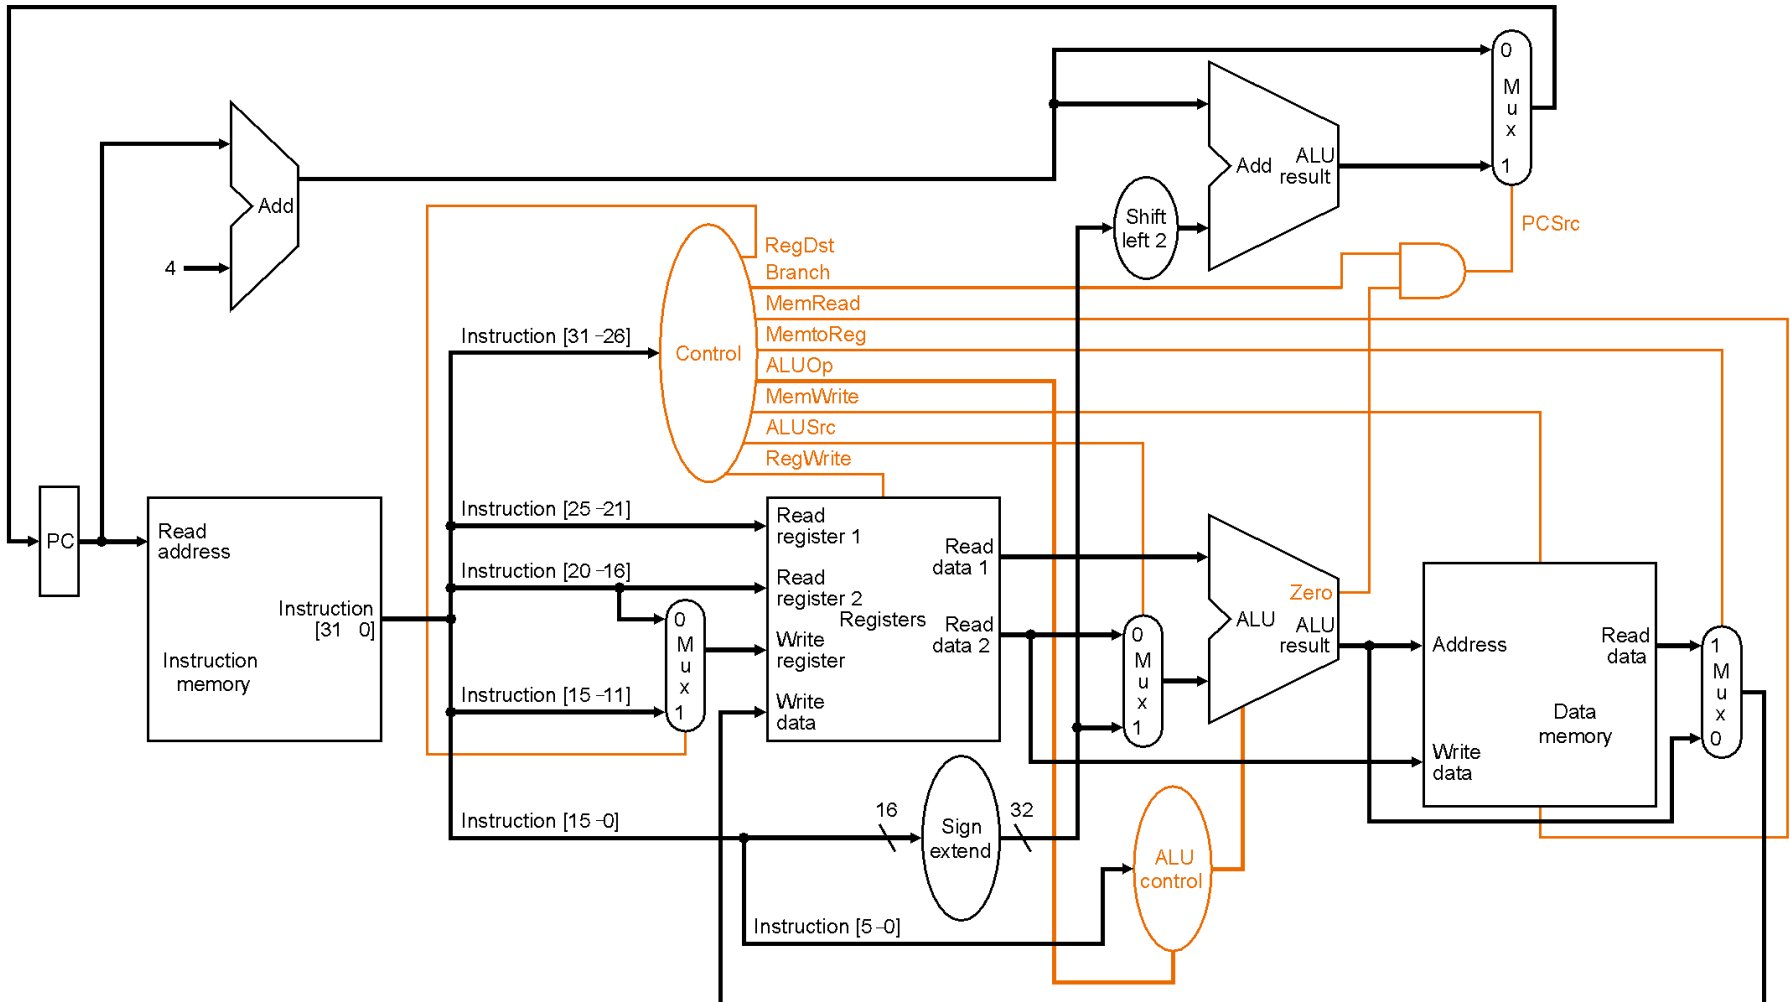 0
M
u
x
1
Add
ALU
result
Shift
left 2
PCSrc
Add
4
RegDst
Branch
MemRead
MemtoReg
ALUOp
MemWrite
ALUSrc
RegWrite
Control
Instruction [31–26]
Instruction [25–21]
Instruction [20–16]
Instruction [15–11]
Instruction [15–0]
Instruction [5–0]
PC
Read
address
Instruction
[31 0]
Instruction
memory
0
M
u
x
1
Read
register 1
Read
register 2
Write
register
Write
data
Registers
Read
data 1
Read
data 2
0
M
u
x
1
Zero
ALU
ALU
result
Address
Write
data
Read
data
Data
memory
1
M
u
x
0
16
Sign
extend
32
ALU
control